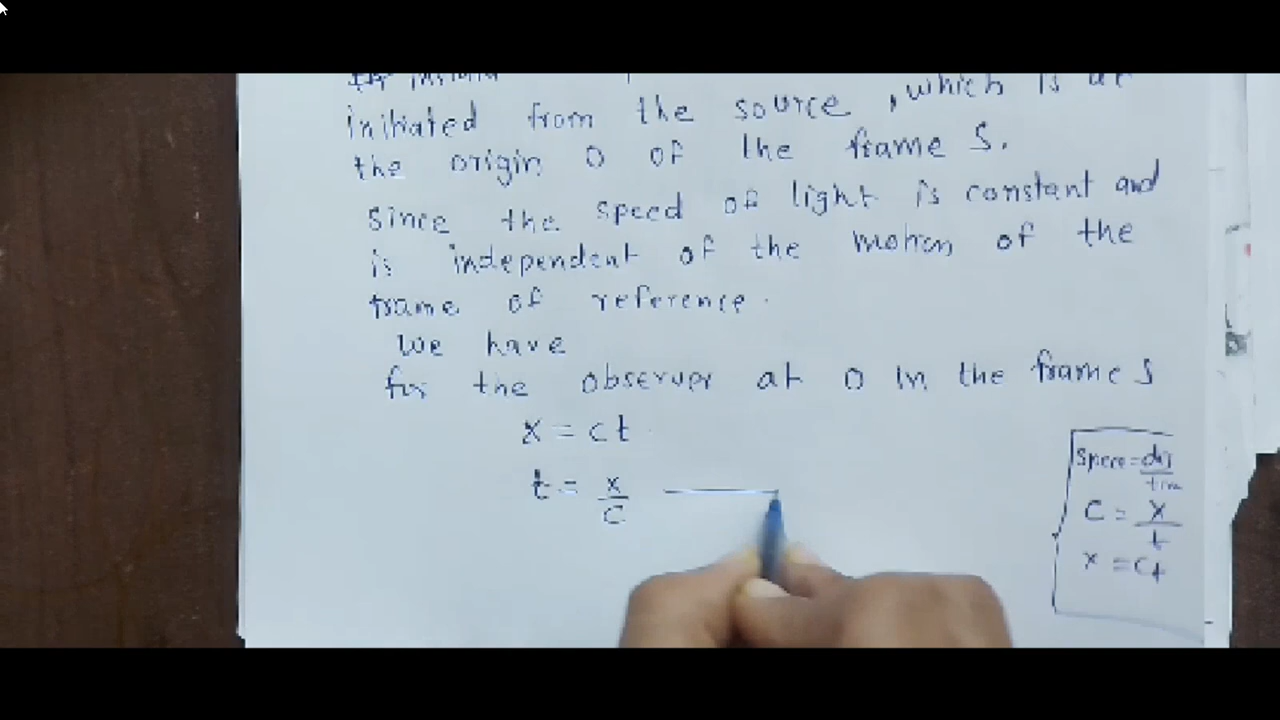 initiated from the source , which is at
the origin O of the frame S.
since the speed of light is constant and
is independent of the motion of the
frame of reference.
We have
for the observer at O in the frame S
x = ct
t = x/c
speed = dis/tim
c = x/t
x = ct